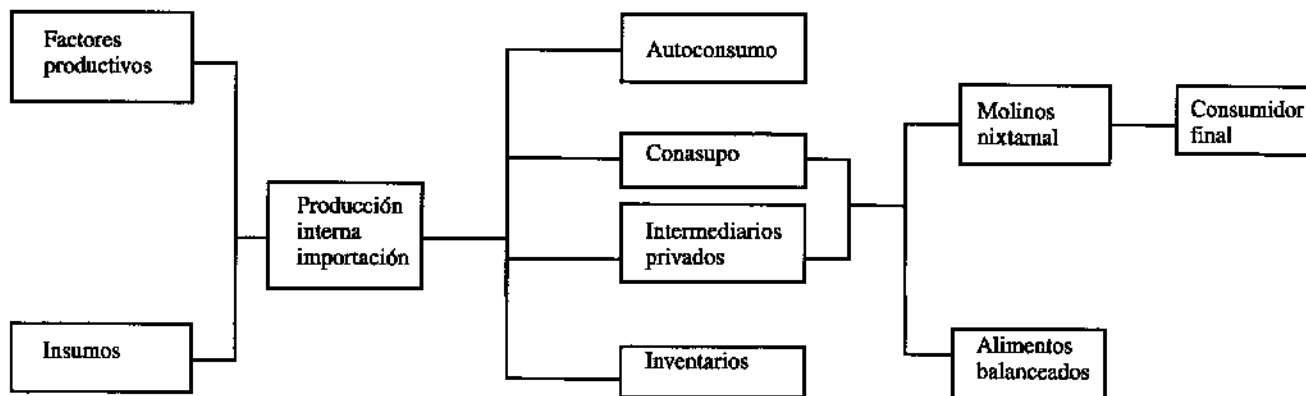 Factores
productivos
Insumos
Producción
interna
importación
Autoconsumo
Conasupo
Intermediarios
privados
Inventarios
Molinos
nixtamal
Alimentos
balanceados
Consumidor
final